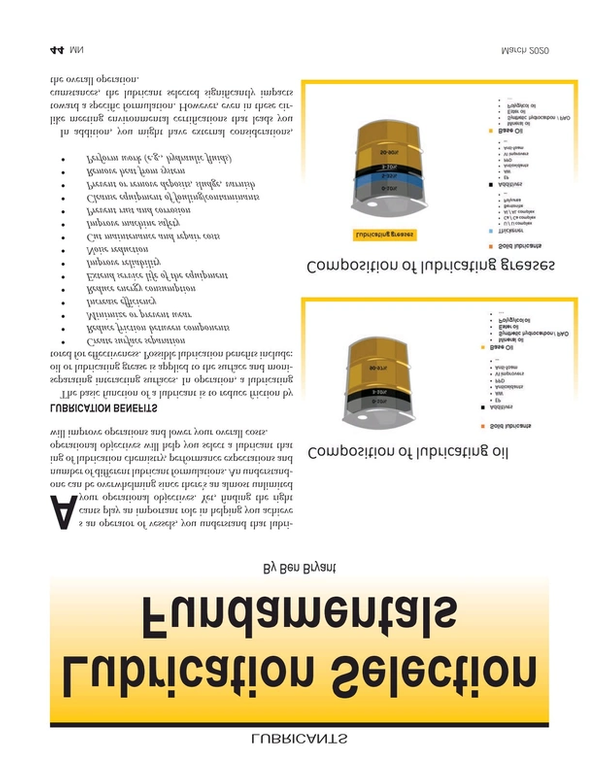 LUBRICANTS
Lubrication Selection
Fundamentals
By Ben Bryant
As an operator of vessels, you understand that lubri-
cants play an important role in helping you achieve
your operational objectives. Yet, finding the right
one can be overwhelming since there's an almost unlimited
number of different lubricant formulations. An understand-
ing of lubrication chemistry, performance expectations and
operational objectives will help you select a lubricant that
will improve operations and lower your overall costs.
LUBRICATION BENEFITS
The basic function of a lubricant is to reduce friction by
separating interacting surfaces. In operation, a lubricating
oil or lubricating grease is applied to the surface and moni-
tored for effectiveness. Possible lubrication benefits include:
• Create surface separation
• Reduce friction between components
• Minimize or prevent wear
• Increase efficiency
• Reduce energy consumption
• Extend service life of the equipment
• Improve reliability
• Noise reduction
• Cut maintenance and repair costs
• Improve machine safety
• Prevent rust and corrosion
• Cleanse equipment of fouling/contaminants
• Prevent or remove deposits, sludge, varnish
• Remove heat from system
• Perform work (e.g., hydraulic fluids)
In addition, you might have external considerations,
like meeting environmental certifications that leads you
toward a specific formulation. However, even in these cir-
cumstances, the lubricant selected significantly impacts
the overall operation.
Composition of lubricating oil
Solid lubricants
Additives
• EP
• AW
• Antioxidants
• PPD
• VI improvers
• Anti-foam
• ...
Base Oil
• Mineral oil
• Synthetic hydrocarbon / PAO
• Ester oil
• Polyglycol oil
• ...
Composition of lubricating greases
Lubricating greases
0-10%
50-90%
Solid lubricants
Thickener
• Li / Li complex
• Ca / Ca complex
• Al / Al complex
• Bentonite
• Polyurea
• ...
Additives
• EP
• AW
• Antioxidants
• PPD
• VI improvers
• Anti-foam
• ...
Base Oil
• Mineral oil
• Synthetic hydrocarbon / PAO
• Ester oil
• Polyglycol oil
• ...
44 MN
March 2020